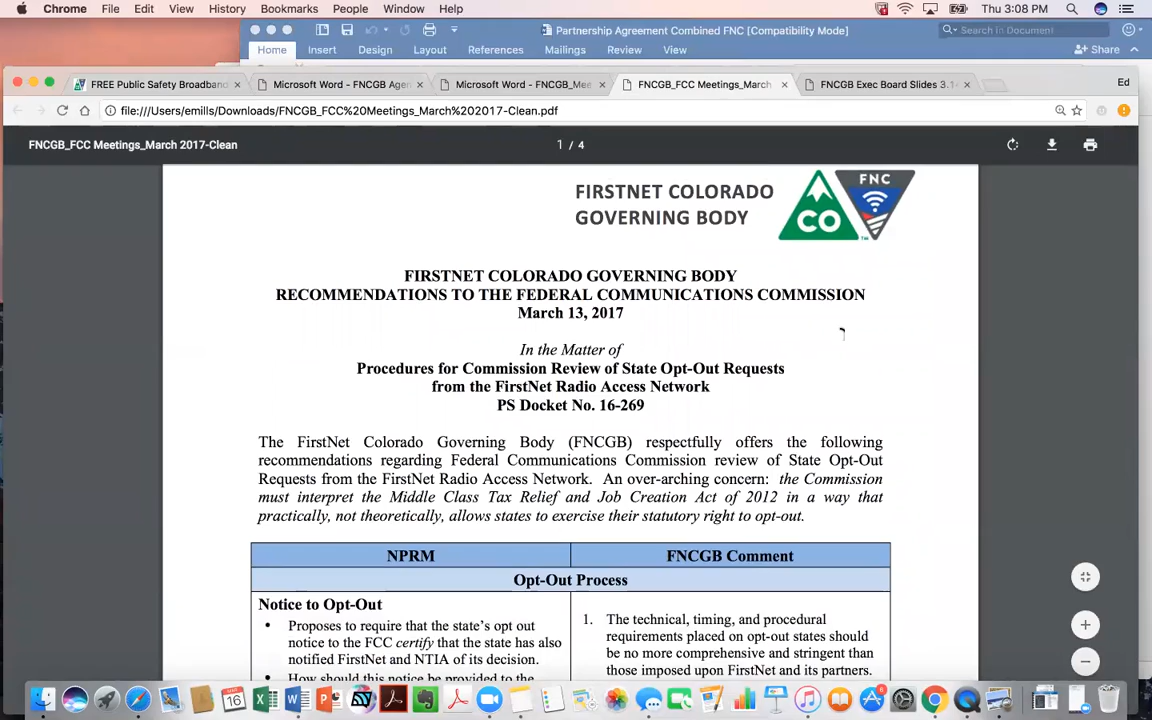 Chrome File Edit View History Bookmarks People Window Help Thu 3:08 PM
Partnership Agreement Combined FNC [Compatibility Mode] Search in Document
Home Insert Design Layout References Mailings Review View Share
FREE Public Safety Broadband Microsoft Word - FNCGB Agen Microsoft Word - FNCGB_Mee FNCGB_FCC Meetings_March FNCGB Exec Board Slides 3.1 Ed
file:///Users/emills/Downloads/FNCGB_FCC%20Meetings_March%202017-Clean.pdf
FNCGB_FCC Meetings_March 2017-Clean 1 / 4
FIRSTNET COLORADO
GOVERNING BODY
CO FNC
FIRSTNET COLORADO GOVERNING BODY
RECOMMENDATIONS TO THE FEDERAL COMMUNICATIONS COMMISSION
March 13, 2017
In the Matter of
Procedures for Commission Review of State Opt-Out Requests
from the FirstNet Radio Access Network
PS Docket No. 16-269
The FirstNet Colorado Governing Body (FNCGB) respectfully offers the following
recommendations regarding Federal Communications Commission review of State Opt-Out
Requests from the FirstNet Radio Access Network. An over-arching concern: the Commission
must interpret the Middle Class Tax Relief and Job Creation Act of 2012 in a way that
practically, not theoretically, allows states to exercise their statutory right to opt-out.
NPRM FNCGB Comment
Opt-Out Process
Notice to Opt-Out
• Proposes to require that the state's opt out
notice to the FCC certify that the state has also
notified FirstNet and NTIA of its decision.
• How should this notice be provided to the
1. The technical, timing, and procedural
requirements placed on opt-out states should
be no more comprehensive and stringent than
those imposed upon FirstNet and its partners.
16